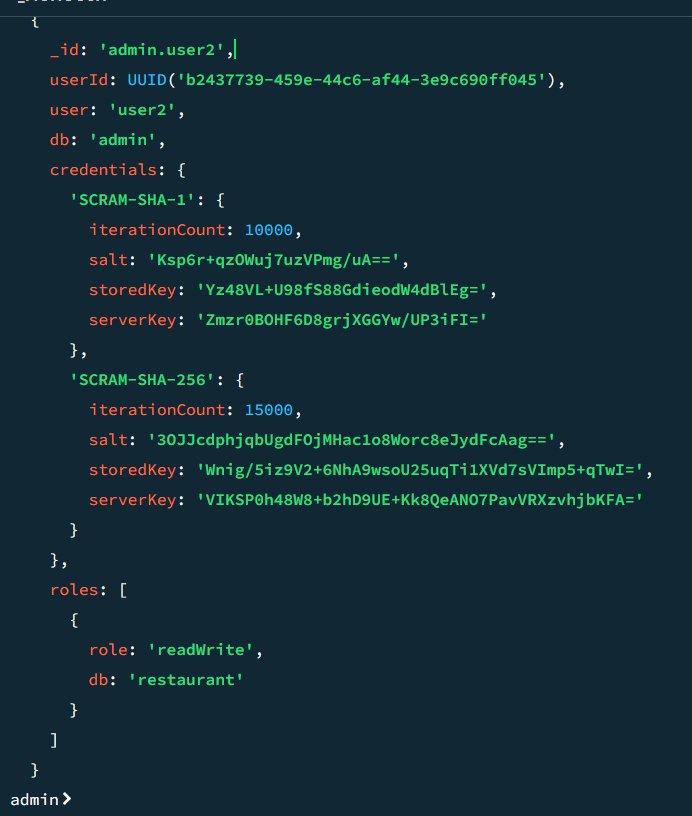 {
_id: 'admin.user2',
userId: UUID('b2437739-459e-44c6-af44-3e9c690ff045'),
user: 'user2',
db: 'admin',
credentials: {
'SCRAM-SHA-1': {
iterationCount: 10000,
salt: 'Ksp6r+qzOWuj7uzVPmg/uA==',
storedKey: 'Yz48VL+U98fS88GdieodW4dBlEg=',
serverKey: 'Zmzr0BOHF6D8grjXGGYw/UP3iFI='
},
'SCRAM-SHA-256': {
iterationCount: 15000,
salt: '3OJJcdphjqbUgdFOjMHac1o8Worc8eJydFcAag==',
storedKey: 'Wnig/5iz9V2+6NhA9wsoU25uqTi1XVd7sVImp5+qTwI=',
serverKey: 'VIKSP0h48W8+b2hD9UE+Kk8QeANO7PavVRXzvhjbKFA='
}
},
roles: [
{
role: 'readWrite',
db: 'restaurant'
}
]
}
admin>